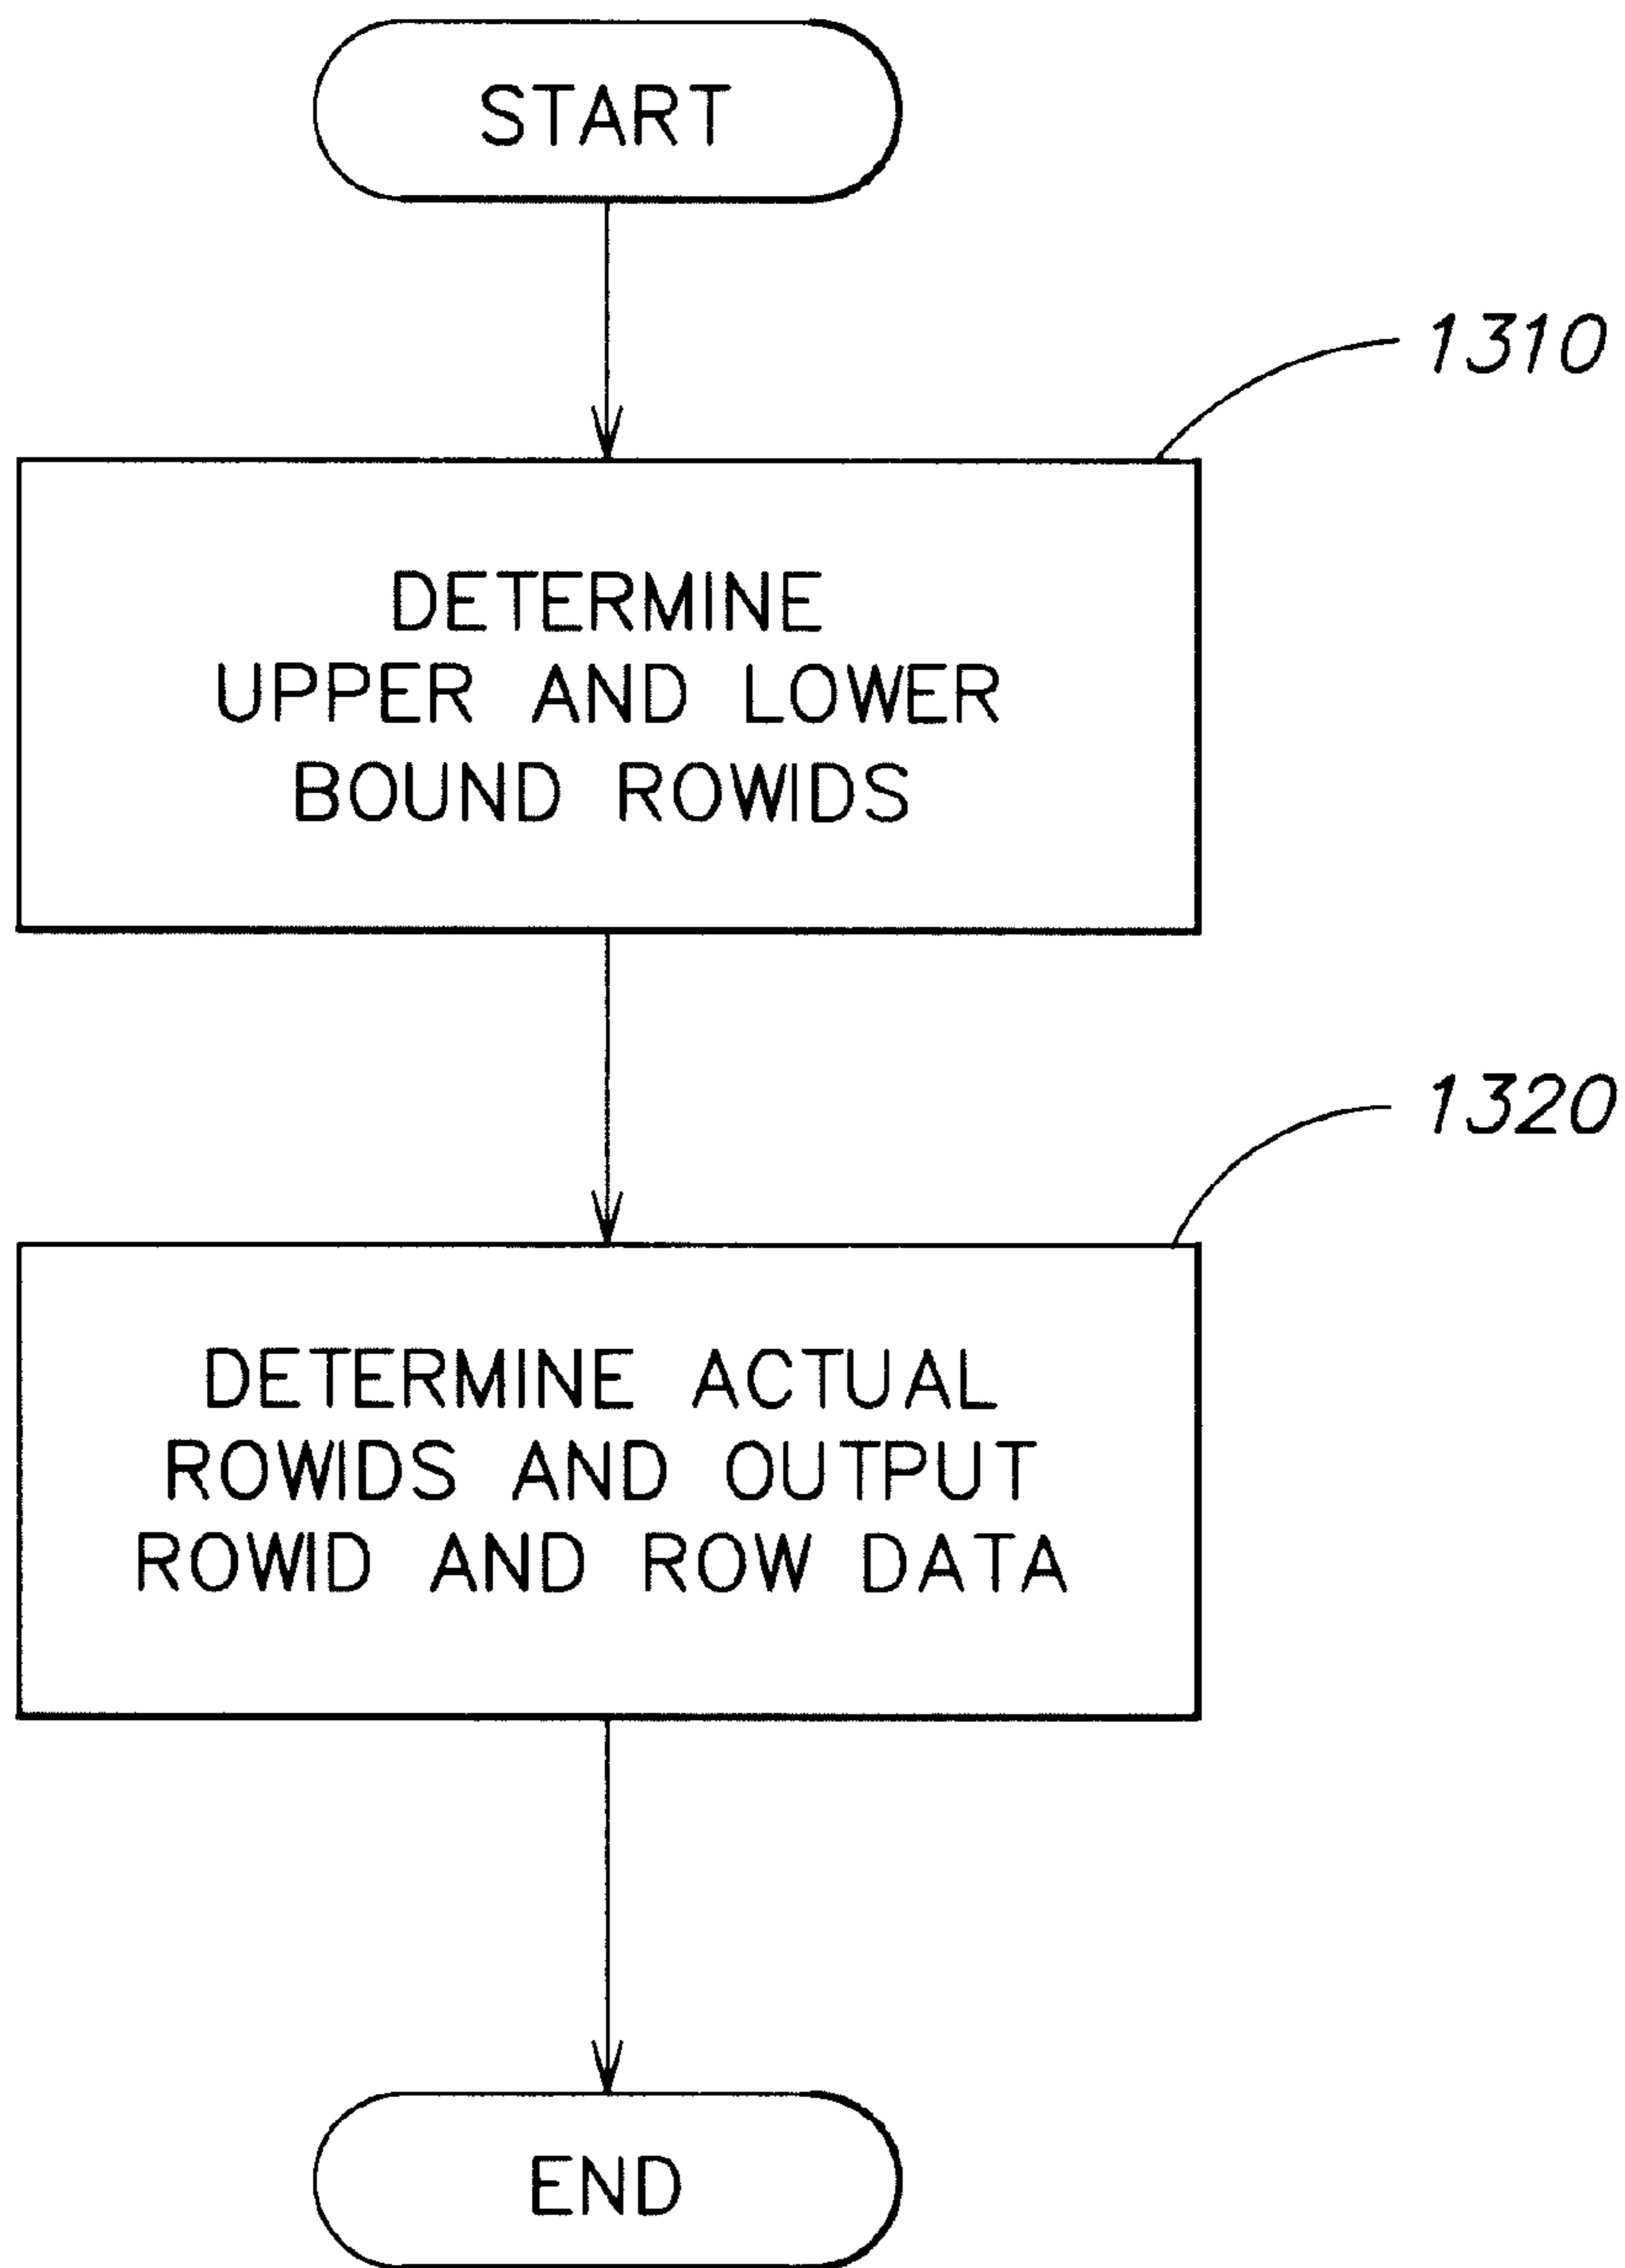 START
1310
DETERMINE
UPPER AND LOWER
BOUND ROWIDS
1320
DETERMINE ACTUAL
ROWIDS AND OUTPUT
ROWID AND ROW DATA
END